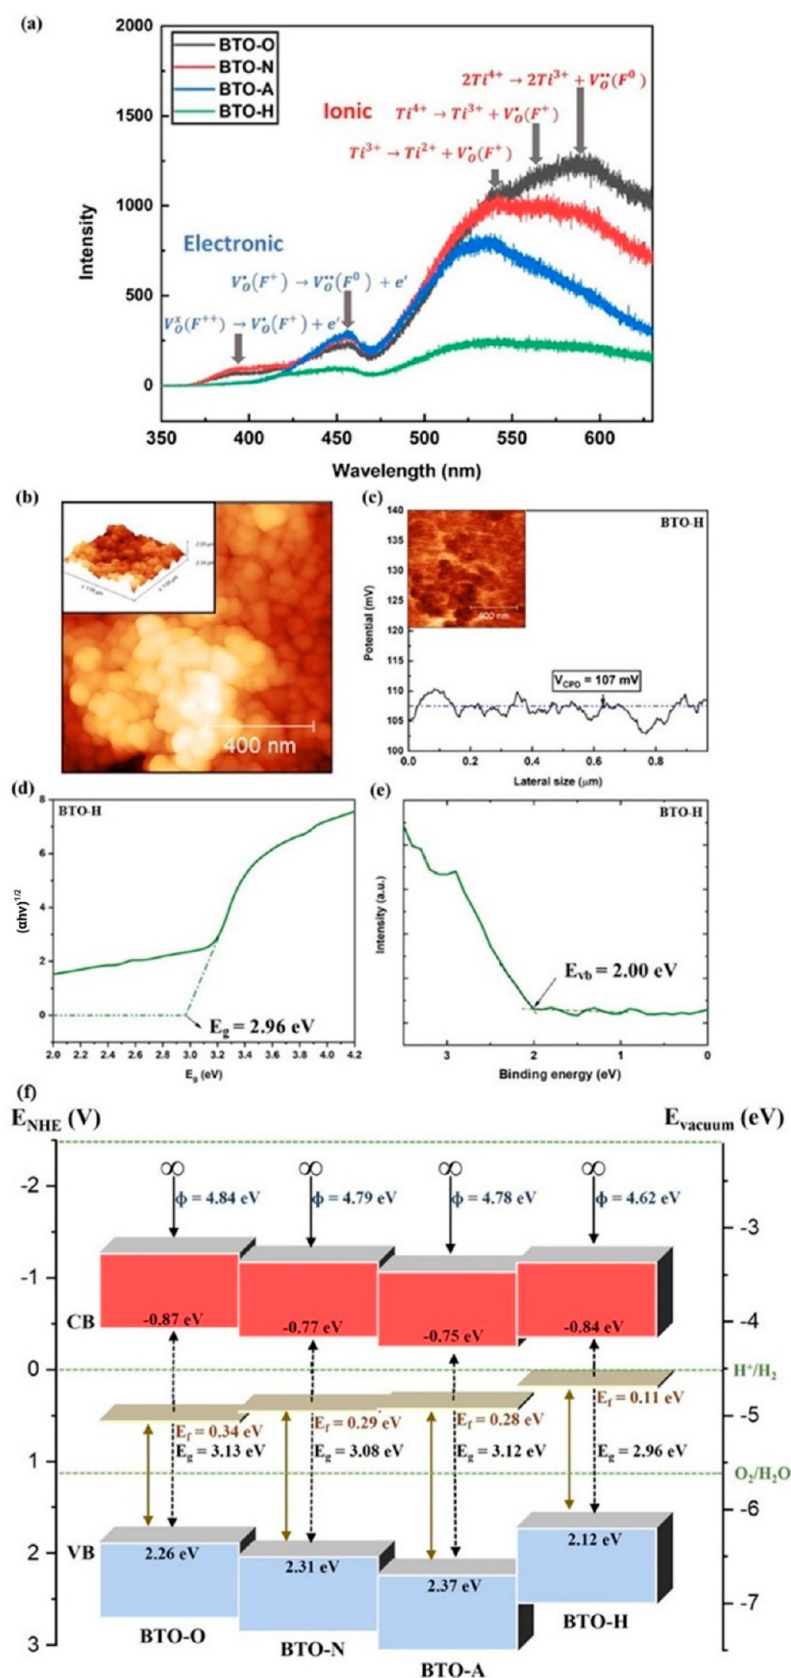 (a)
2000
1500
1000
500
0
Intensity
BTO-O
BTO-N
BTO-A
BTO-H
2Ti⁴⁺ → 2Ti³⁺ + V_O^••(F⁰)
Ionic
Ti⁴⁺ → Ti³⁺ + V_O^•(F⁺)
Ti³⁺ → Ti²⁺ + V_O^•(F⁺)
Electronic
V_O^•(F⁺) → V_O^••(F⁰) + e′
V_O^x(F⁺⁺) → V_O^•(F⁺) + e′
350 400 450 500 550 600
Wavelength (nm)
(b)
400 nm
(c)
140
135
130
125
120
115
110
105
100
Potential (mV)
BTO-H
400 nm
V_CPD = 107 mV
0.0 0.2 0.4 0.6 0.8
Lateral size (μm)
(d)
8
6
4
2
0
(αhν)^1/2
BTO-H
E_g = 2.96 eV
2.0 2.2 2.4 2.6 2.8 3.0 3.2 3.4 3.6 3.8 4.0 4.2
E_g (eV)
(e)
Intensity (a.u.)
BTO-H
E_vb = 2.00 eV
3 2 1 0
Binding energy (eV)
(f)
E_NHE (V)
E_vacuum (eV)
∞ ∞ ∞ ∞
-2
ϕ = 4.84 eV ϕ = 4.79 eV ϕ = 4.78 eV ϕ = 4.62 eV
-3
-1
CB
-0.87 eV -0.77 eV -0.75 eV -0.84 eV
-4
0
H⁺/H₂
E_f = 0.34 eV E_f = 0.29 eV E_f = 0.28 eV E_f = 0.11 eV
-5
E_g = 3.13 eV E_g = 3.08 eV E_g = 3.12 eV E_g = 2.96 eV
1
O₂/H₂O
-6
VB
2
2.26 eV 2.31 eV 2.37 eV 2.12 eV
-7
3
BTO-O BTO-N BTO-A BTO-H